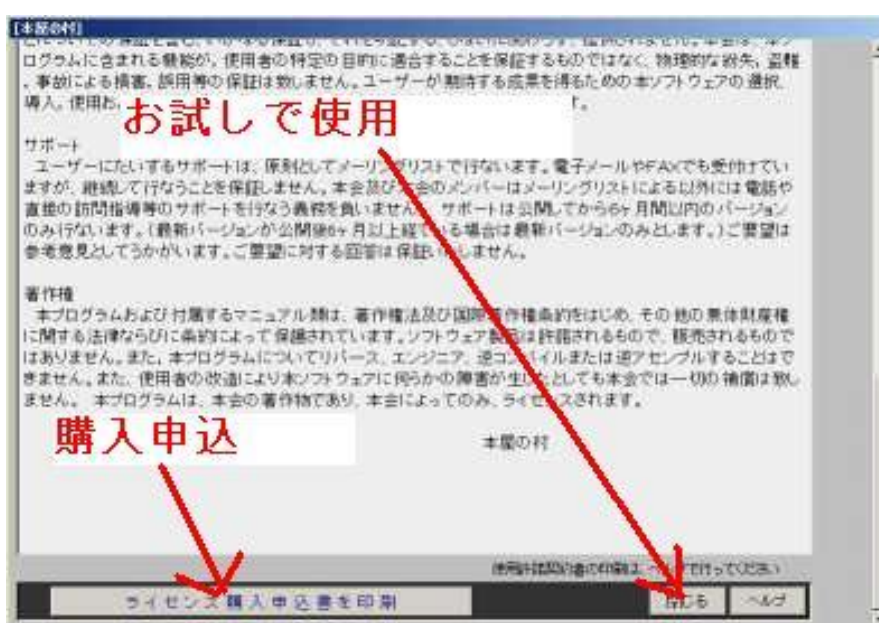 [本屋の村]
ログラムに含まれる機能が、使用者の特定の目的に適合することを保証するものではなく、物理的な紛失、盗難
、事故による損害、誤用等の保証は致しません。ユーザーが期待する成果を得るための本ソフトウェアの選択、
導入、使用お
す。
お試しで使用
サポート
ユーザーにたいするサポートは、原則としてメーリングリストで行ないます。電子メールやFAXでも受付けてい
ますが、継続して行なうことを保証しません。本会及び本会のメンバーはメーリングリストによる以外には電話や
直接の訪問指導等のサポートを行なう義務を負いません。 サポートは公開してから6ヶ月間以内のバージョン
のみ行ないます。(最新バージョンが公開後6ヶ月以上経ている場合は最新バージョンのみとします。)ご要望は
参考意見としてうかがいます。ご要望に対する回答は保証いたしません。
著作権
本プログラムおよび付属するマニュアル類は、著作権法及び国際著作権条約をはじめ、その他の無体財産権
に関する法律ならびに条約によって保護されています。ソフトウェア製品は許諾されるもので、販売されるもので
はありません。また、本プログラムについてリバース、エンジニア、逆コンパイルまたは逆アセンブルすることはで
きません。また、使用者の改造により本ソフトウェアに何らかの障害が生じたとしても本会では一切の補償は致し
ません。 本プログラムは、本会の著作物であり、本会によってのみ、ライセンスされます。
購入申込
本屋の村
使用許諾契約書の印刷は、ヘルプで行ってください
ライセンス購入申込書を印刷
閉じる
ヘルプ